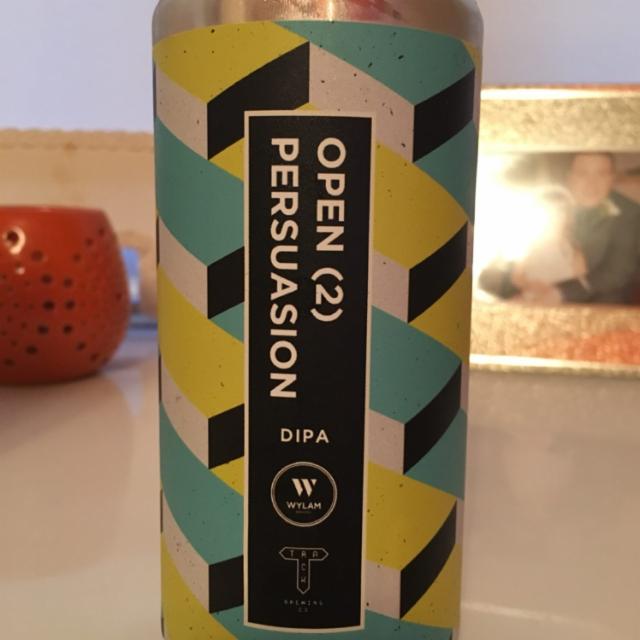 OPEN (2)
PERSUASION
DIPA
W
WYLAM
TRACK
BREWING
CO